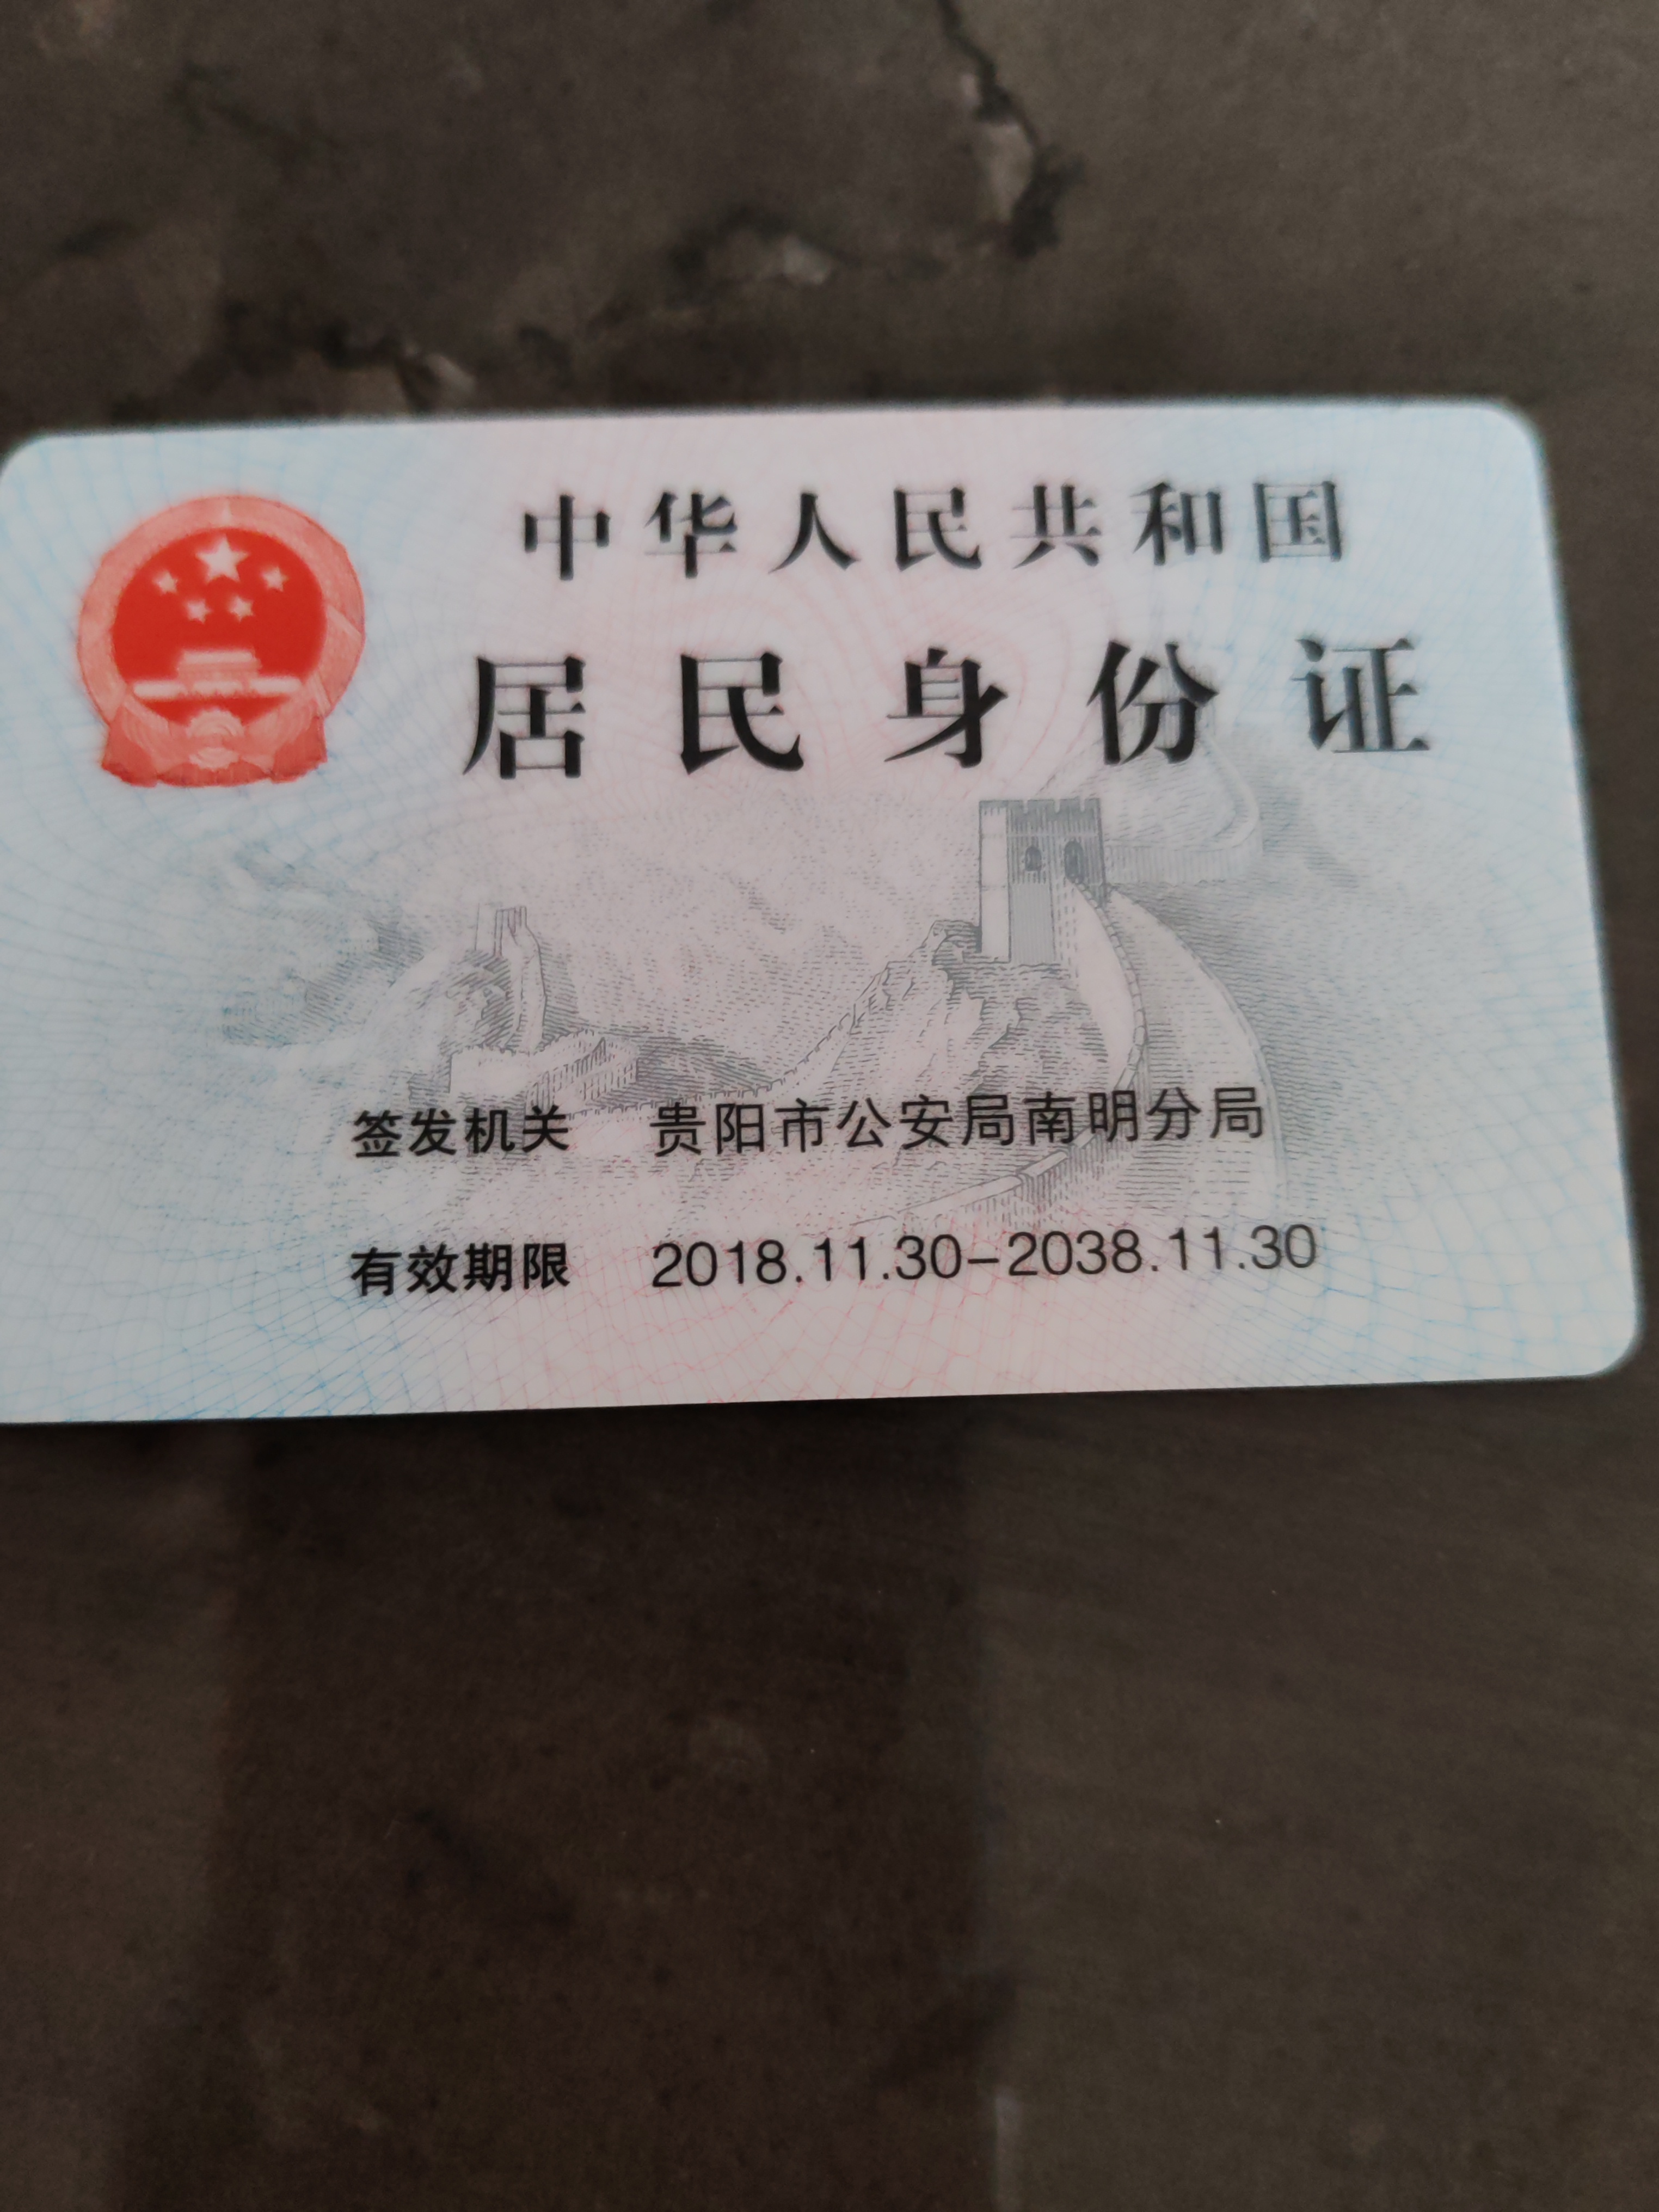 中华人民共和国
居民身份证
签发机关 贵阳市公安局南明分局
有效期限 2018.11.30-2038.11.30